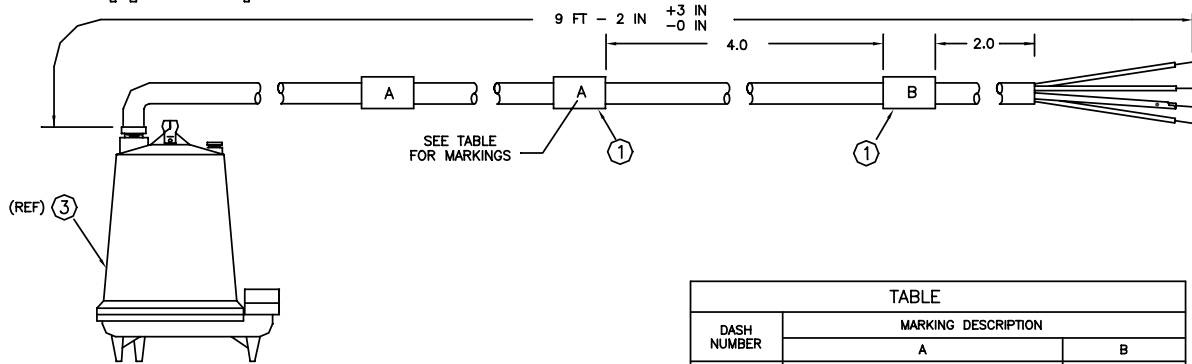 9 FT - 2 IN +3 IN
-0 IN
4.0
2.0
A
A
B
SEE TABLE
FOR MARKINGS
1
1
(REF) 3
TABLE
DASH
NUMBER
MARKING DESCRIPTION
A
B